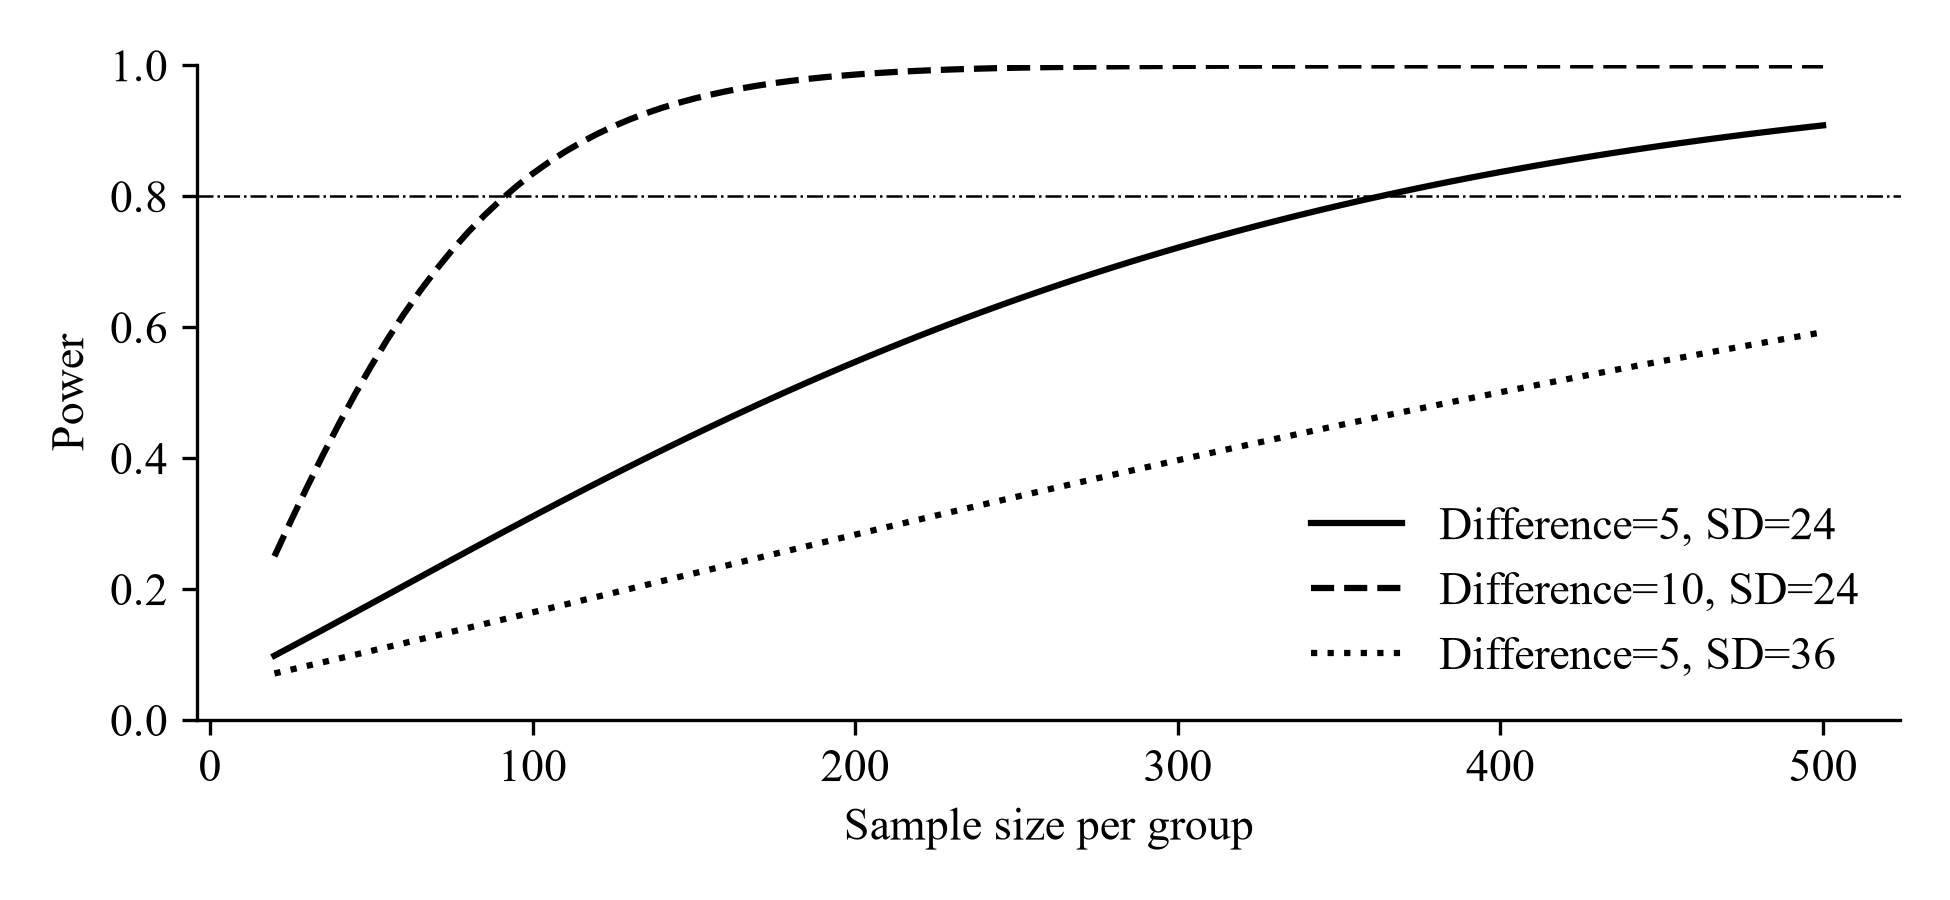 1.0
0.8
0.6
0.4
0.2
0.0
Power
0 100 200 300 400 500
Sample size per group
Difference=5, SD=24
Difference=10, SD=24
Difference=5, SD=36